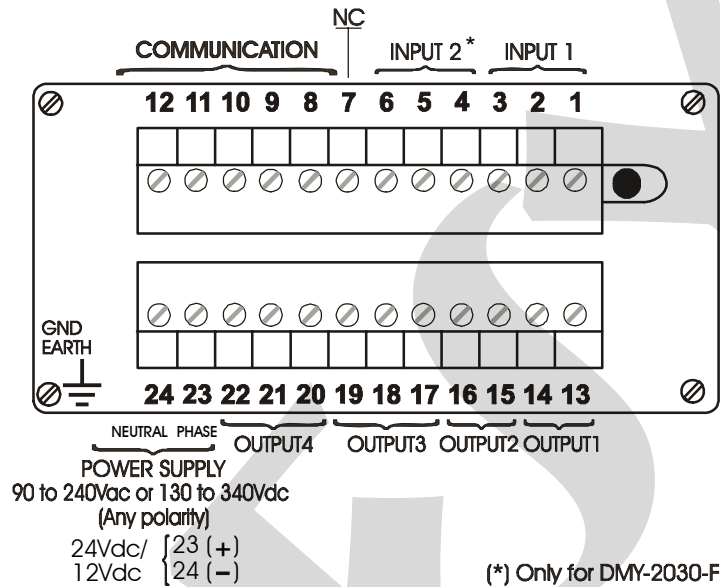 NC
COMMUNICATION INPUT 2* INPUT 1
12 11 10 9 8 7 6 5 4 3 2 1
GND
EARTH
24 23 22 21 20 19 18 17 16 15 14 13
NEUTRAL PHASE OUTPUT4 OUTPUT3 OUTPUT2 OUTPUT1
POWER SUPPLY
90 to 240Vac or 130 to 340Vdc
(Any polarity)
24Vdc/ 23 (+)
12Vdc 24 (–)
(*) Only for DMY-2030-F